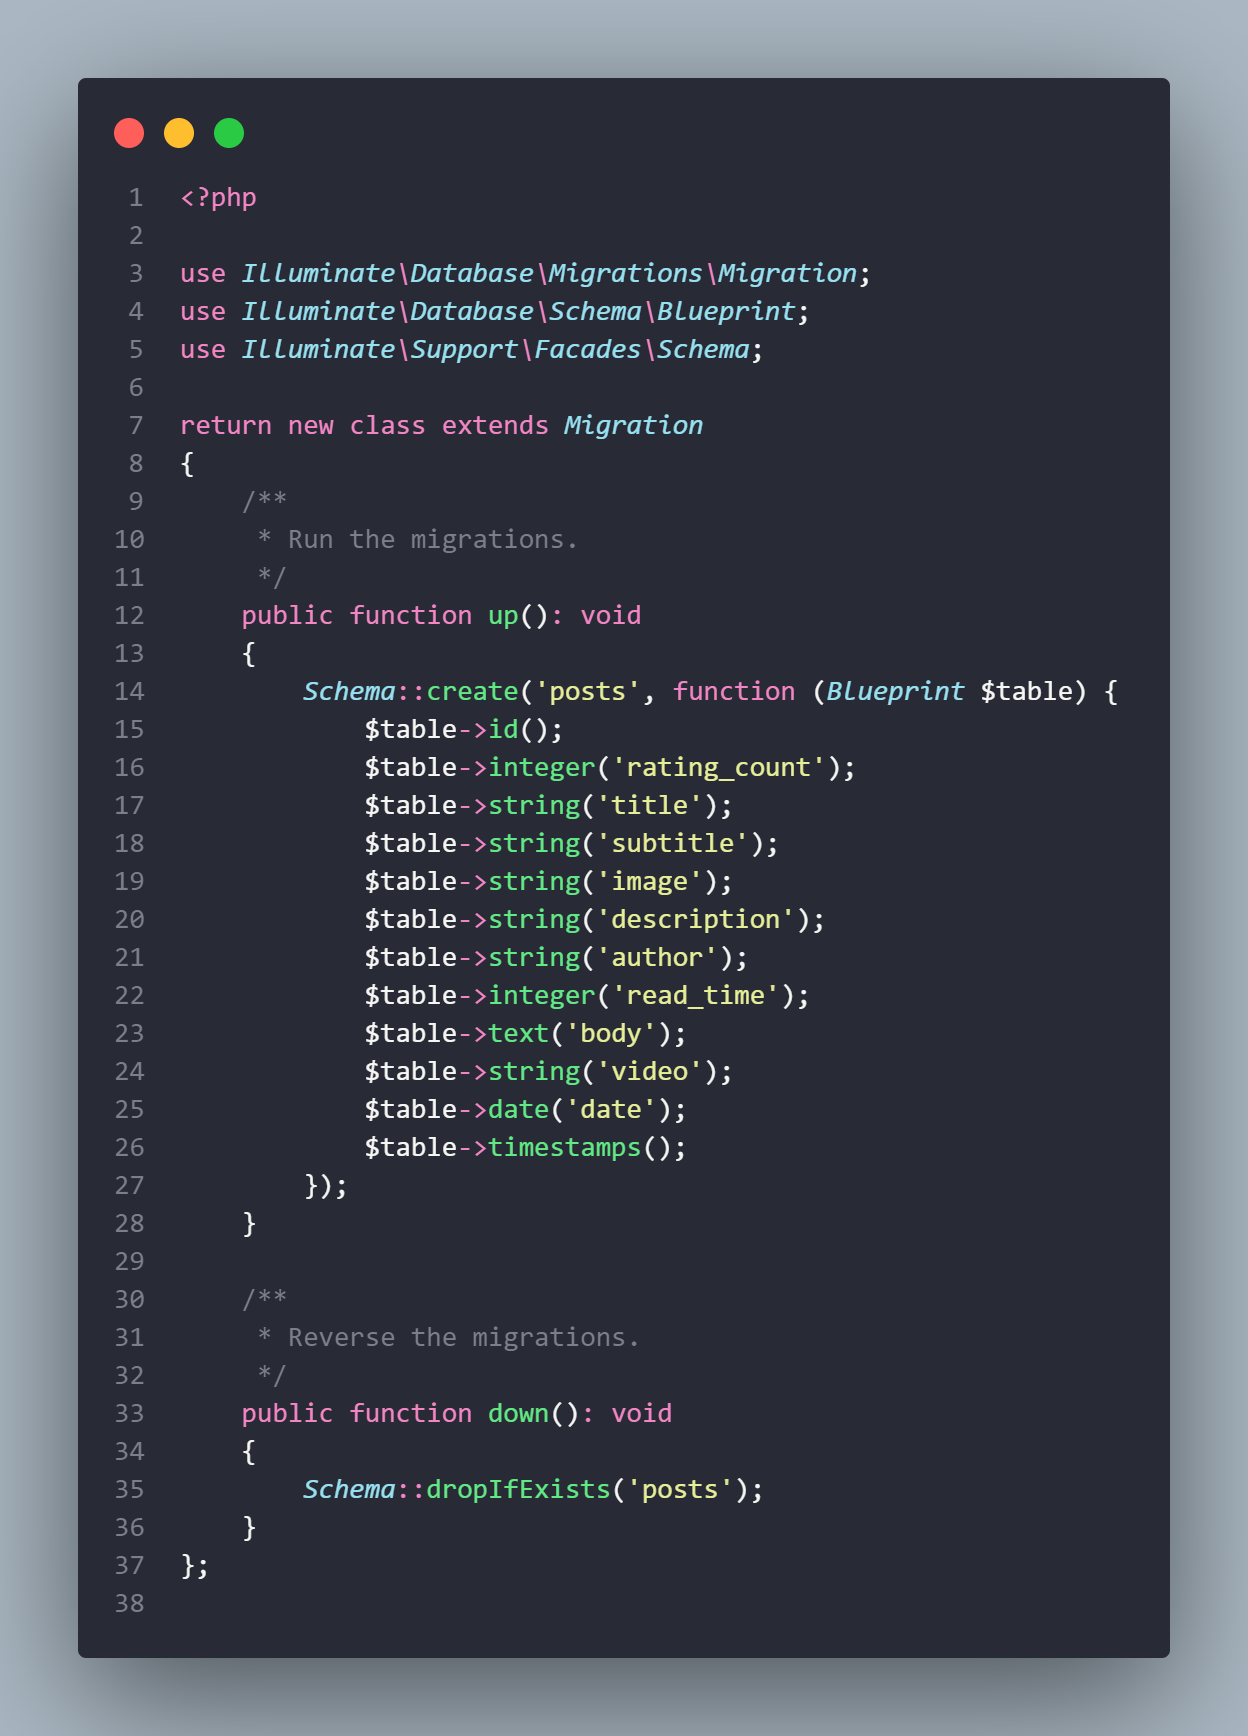 1 <?php
2
3 use Illuminate\Database\Migrations\Migration;
4 use Illuminate\Database\Schema\Blueprint;
5 use Illuminate\Support\Facades\Schema;
6
7 return new class extends Migration
8 {
9     /**
10      * Run the migrations.
11      */
12     public function up(): void
13     {
14         Schema::create('posts', function (Blueprint $table) {
15             $table->id();
16             $table->integer('rating_count');
17             $table->string('title');
18             $table->string('subtitle');
19             $table->string('image');
20             $table->string('description');
21             $table->string('author');
22             $table->integer('read_time');
23             $table->text('body');
24             $table->string('video');
25             $table->date('date');
26             $table->timestamps();
27         });
28     }
29
30     /**
31      * Reverse the migrations.
32      */
33     public function down(): void
34     {
35         Schema::dropIfExists('posts');
36     }
37 };
38